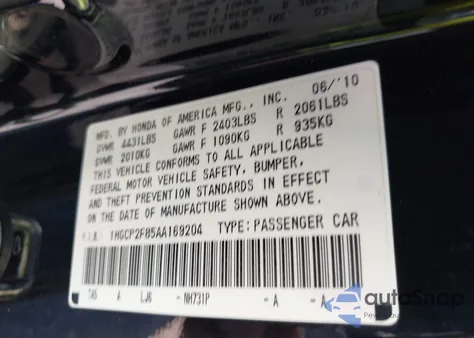 06/'10
MFD. BY HONDA OF AMERICA MFG., INC.
GVWR 4431LBS GAWR F 2403LBS R 2061LBS
GVWR 2010KG GAWR F 1090KG R 935KG
THIS VEHICLE CONFORMS TO ALL APPLICABLE
FEDERAL MOTOR VEHICLE SAFETY, BUMPER,
AND THEFT PREVENTION STANDARDS IN EFFECT
ON THE DATE OF MANUFACTURE SHOWN ABOVE.
V.I.N: 1HGCP2F85AA169204 TYPE:PASSENGER CAR
A LJ6 - NH731P - A - A
autoSnap